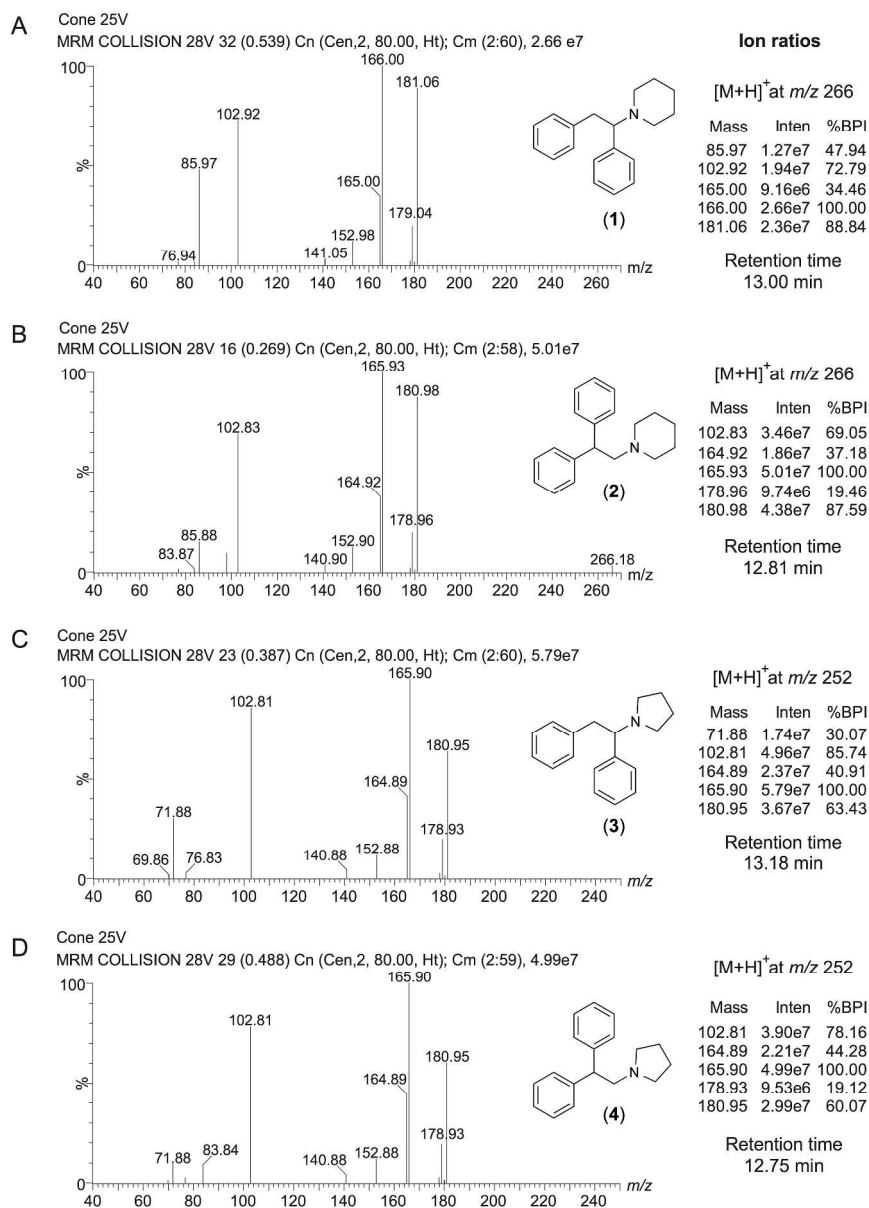 A
Cone 25V
MRM COLLISION 28V 32 (0.539) Cn (Cen,2, 80.00, Ht); Cm (2:60), 2.66 e7
Ion ratios
100
%
0
166.00
181.06
102.92
85.97
165.00
179.04
152.98
141.05
76.94
40 60 80 100 120 140 160 180 200 220 240 260
m/z
N
(1)
[M+H]+at m/z 266
Mass Inten %BPI
85.97 1.27e7 47.94
102.92 1.94e7 72.79
165.00 9.16e6 34.46
166.00 2.66e7 100.00
181.06 2.36e7 88.84
Retention time
13.00 min
B
Cone 25V
MRM COLLISION 28V 16 (0.269) Cn (Cen,2, 80.00, Ht); Cm (2:58), 5.01e7
100
%
0
165.93
180.98
102.83
164.92
178.96
152.90
85.88
83.87
140.90
266.18
40 60 80 100 120 140 160 180 200 220 240 260
m/z
N
(2)
[M+H]+at m/z 266
Mass Inten %BPI
102.83 3.46e7 69.05
164.92 1.86e7 37.18
165.93 5.01e7 100.00
178.96 9.74e6 19.46
180.98 4.38e7 87.59
Retention time
12.81 min
C
Cone 25V
MRM COLLISION 28V 23 (0.387) Cn (Cen,2, 80.00, Ht); Cm (2:60), 5.79e7
100
%
0
165.90
102.81
180.95
164.89
71.88
178.93
152.88
140.88
69.86
76.83
40 60 80 100 120 140 160 180 200 220 240
m/z
N
(3)
[M+H]+at m/z 252
Mass Inten %BPI
71.88 1.74e7 30.07
102.81 4.96e7 85.74
164.89 2.37e7 40.91
165.90 5.79e7 100.00
180.95 3.67e7 63.43
Retention time
13.18 min
D
Cone 25V
MRM COLLISION 28V 29 (0.488) Cn (Cen,2, 80.00, Ht); Cm (2:59), 4.99e7
100
%
0
165.90
102.81
180.95
164.89
178.93
83.84
71.88
152.88
140.88
40 60 80 100 120 140 160 180 200 220 240
m/z
N
(4)
[M+H]+at m/z 252
Mass Inten %BPI
102.81 3.90e7 78.16
164.89 2.21e7 44.28
165.90 4.99e7 100.00
178.93 9.53e6 19.12
180.95 2.99e7 60.07
Retention time
12.75 min